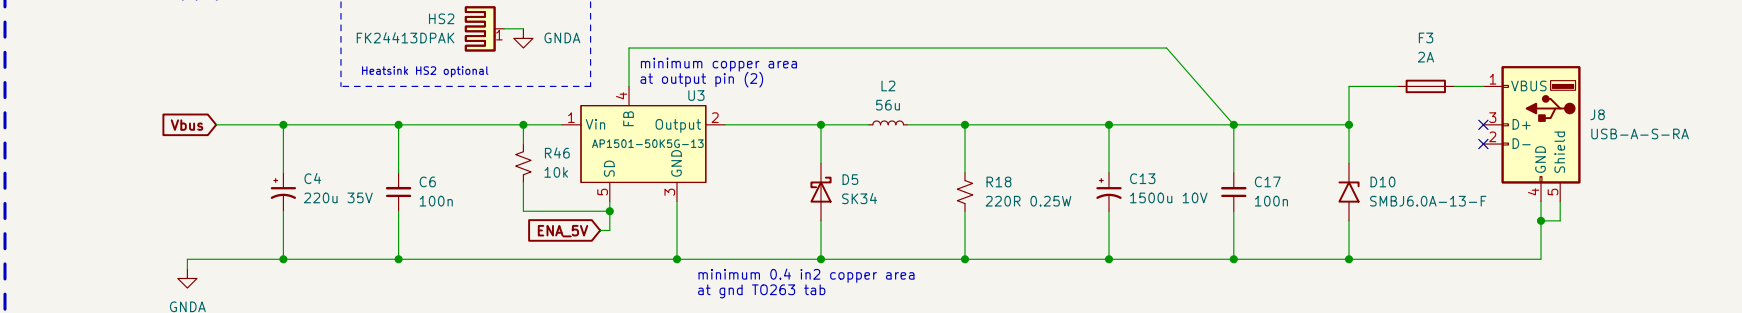 HS2
FK24413DPAK
1
GNDA
Heatsink HS2 optional
minimum copper area
at output pin (2)
F3
2A
U3
4
FB
L2
56u
1
VBUS
J8
USB-A-S-RA
Vbus
1
Vin
Output
2
3
D+
2
D-
AP1501-50K5G-13
SD
GND
GND
Shield
R46
10k
5
3
4
5
C4
220u 35V
C6
100n
D5
SK34
R18
220R 0.25W
C13
1500u 10V
C17
100n
D10
SMBJ6.0A-13-F
ENA_5V
minimum 0.4 in2 copper area
at gnd TO263 tab
GNDA